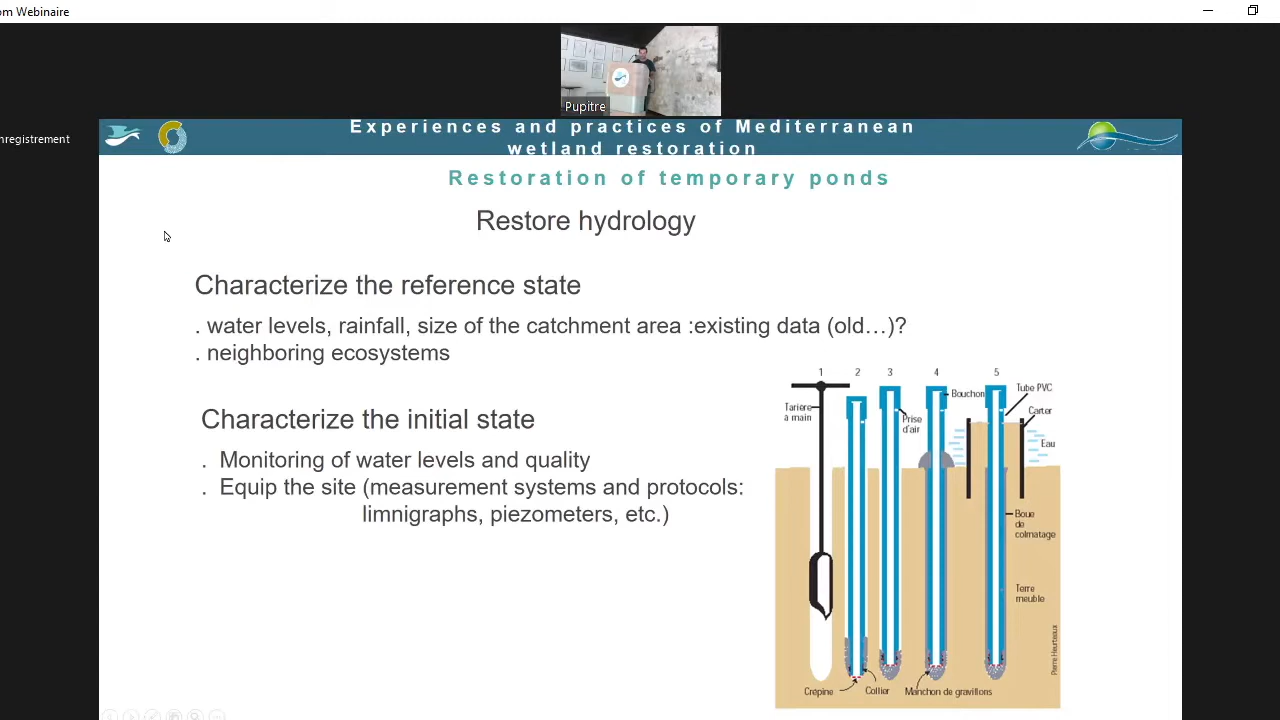 om Webinaire
Pupitre
nregistrement
Experiences and practices of Mediterranean
wetland restoration
Restoration of temporary ponds
Restore hydrology
Characterize the reference state
. water levels, rainfall, size of the catchment area :existing data (old…)?
. neighboring ecosystems
Characterize the initial state
. Monitoring of water levels and quality
. Equip the site (measurement systems and protocols:
limnigraphs, piezometers, etc.)
1 2 3 4 5
Tarière
à main
Prise
d'air
Bouchon
Tube PVC
Carter
Eau
Boue
de
colmatage
Terre
meuble
Crépine
Collier
Manchon de gravillons
Pierre Heurteaux